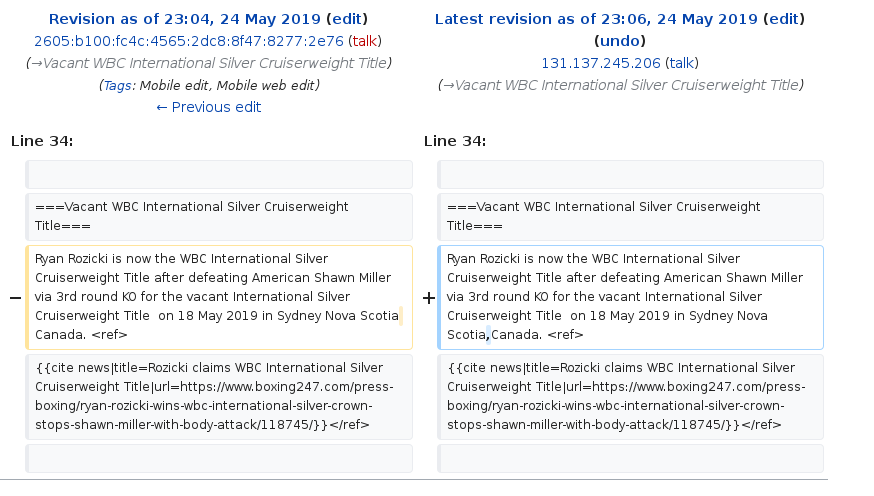 Revision as of 23:04, 24 May 2019 (edit)
2605:b100:fc4c:4565:2dc8:8f47:8277:2e76 (talk)
(→Vacant WBC International Silver Cruiserweight Title)
(Tags: Mobile edit, Mobile web edit)
← Previous edit
Latest revision as of 23:06, 24 May 2019 (edit)
(undo)
131.137.245.206 (talk)
(→Vacant WBC International Silver Cruiserweight Title)
Line 34:
Line 34:
===Vacant WBC International Silver Cruiserweight
Title===
===Vacant WBC International Silver Cruiserweight
Title===
−
Ryan Rozicki is now the WBC International Silver
Cruiserweight Title after defeating American Shawn Miller
via 3rd round KO for the vacant International Silver
Cruiserweight Title  on 18 May 2019 in Sydney Nova Scotia
Canada. <ref>
+
Ryan Rozicki is now the WBC International Silver
Cruiserweight Title after defeating American Shawn Miller
via 3rd round KO for the vacant International Silver
Cruiserweight Title  on 18 May 2019 in Sydney Nova
Scotia,Canada. <ref>
{{cite news|title=Rozicki claims WBC International Silver
Cruiserweight Title|url=https://www.boxing247.com/press-
boxing/ryan-rozicki-wins-wbc-international-silver-crown-
stops-shawn-miller-with-body-attack/118745/}}</ref>
{{cite news|title=Rozicki claims WBC International Silver
Cruiserweight Title|url=https://www.boxing247.com/press-
boxing/ryan-rozicki-wins-wbc-international-silver-crown-
stops-shawn-miller-with-body-attack/118745/}}</ref>